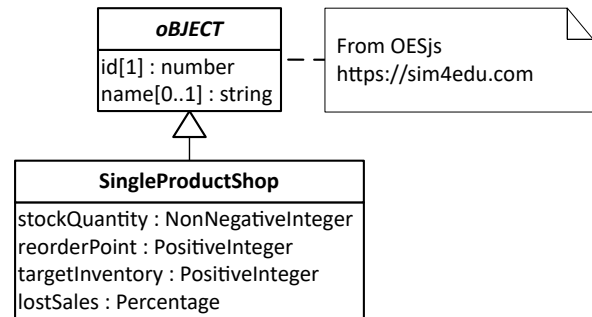 oBJECT
id[1] : number
name[0..1] : string
From OESjs
https://sim4edu.com
SingleProductShop
stockQuantity : NonNegativeInteger
reorderPoint : PositiveInteger
targetInventory : PositiveInteger
lostSales : Percentage